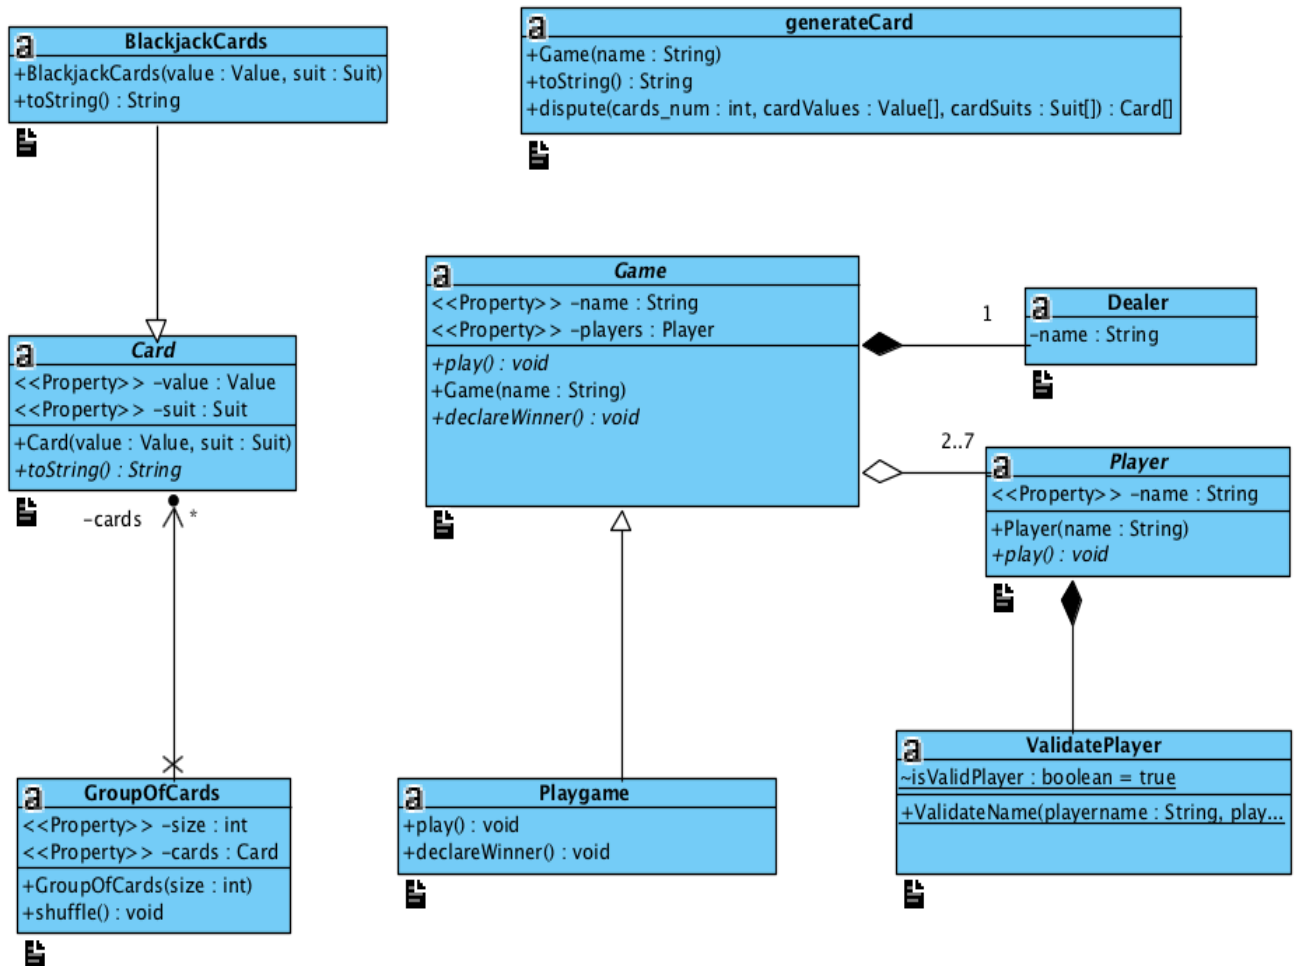 BlackjackCards
+BlackjackCards(value : Value, suit : Suit)
+toString() : String
generateCard
+Game(name : String)
+toString() : String
+dispute(cards_num : int, cardValues : Value[], cardSuits : Suit[]) : Card[]
Card
<<Property>> -value : Value
<<Property>> -suit : Suit
+Card(value : Value, suit : Suit)
+toString() : String
-cards
*
Game
<<Property>> -name : String
<<Property>> -players : Player
+play() : void
+Game(name : String)
+declareWinner() : void
1
Dealer
-name : String
2..7
Player
<<Property>> -name : String
+Player(name : String)
+play() : void
GroupOfCards
<<Property>> -size : int
<<Property>> -cards : Card
+GroupOfCards(size : int)
+shuffle() : void
Playgame
+play() : void
+declareWinner() : void
ValidatePlayer
~isValidPlayer : boolean = true
+ValidateName(playername : String, play...